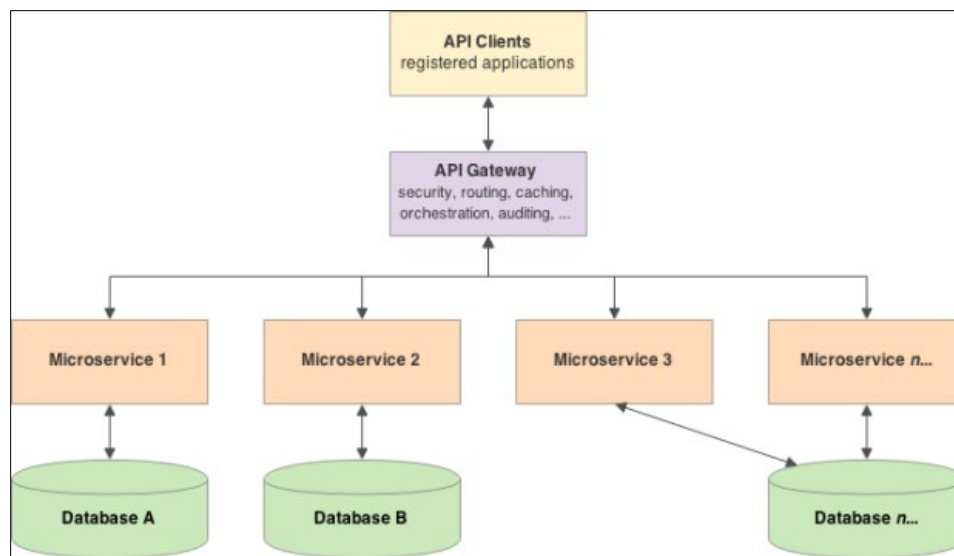 API Clients
registered applications
API Gateway
security, routing, caching,
orchestration, auditing, ...
Microservice 1
Microservice 2
Microservice 3
Microservice n...
Database A
Database B
Database n...